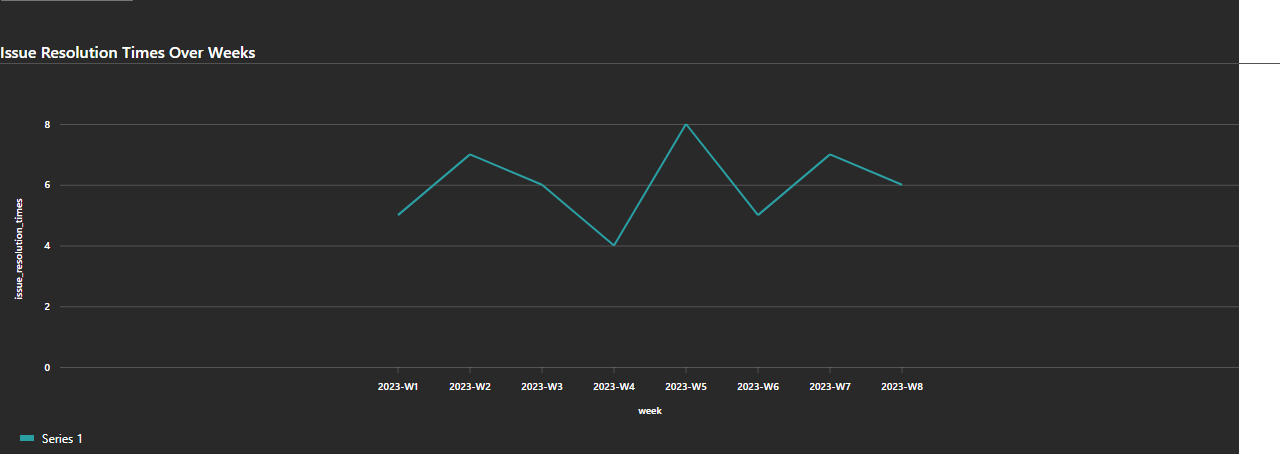 Issue Resolution Times Over Weeks
8
6
4
2
0
issue_resolution_times
2023-W1 2023-W2 2023-W3 2023-W4 2023-W5 2023-W6 2023-W7 2023-W8
week
Series 1